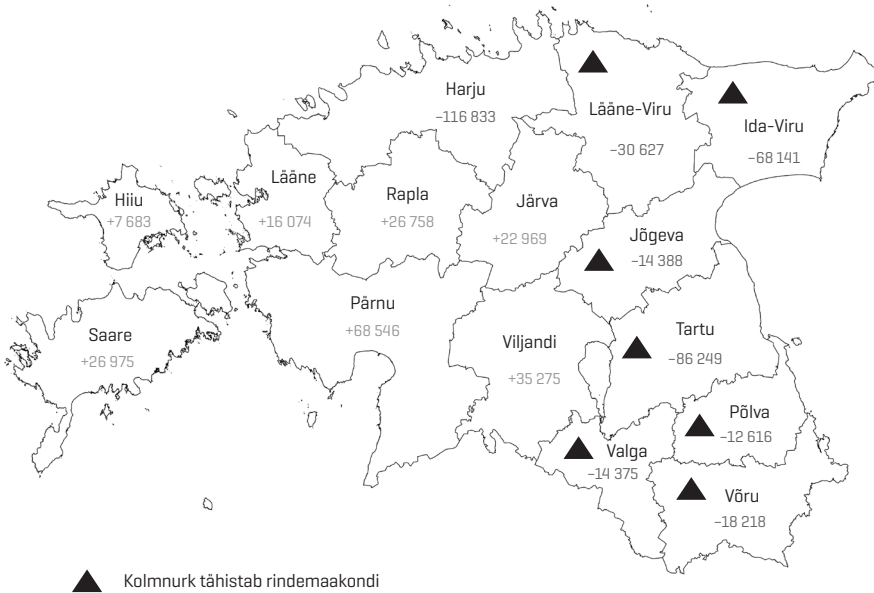 Harju
−116 833
Lääne-Viru
−30 627
Ida-Viru
−68 141
Hiiu
+7 683
Lääne
+16 074
Rapla
+26 758
Järva
+22 969
Jõgeva
−14 388
Saare
+26 975
Pärnu
+68 546
Viljandi
+35 275
Tartu
−86 249
Põlva
−12 616
Valga
−14 375
Võru
−18 218
Kolmnurk tähistab rindemaakondi